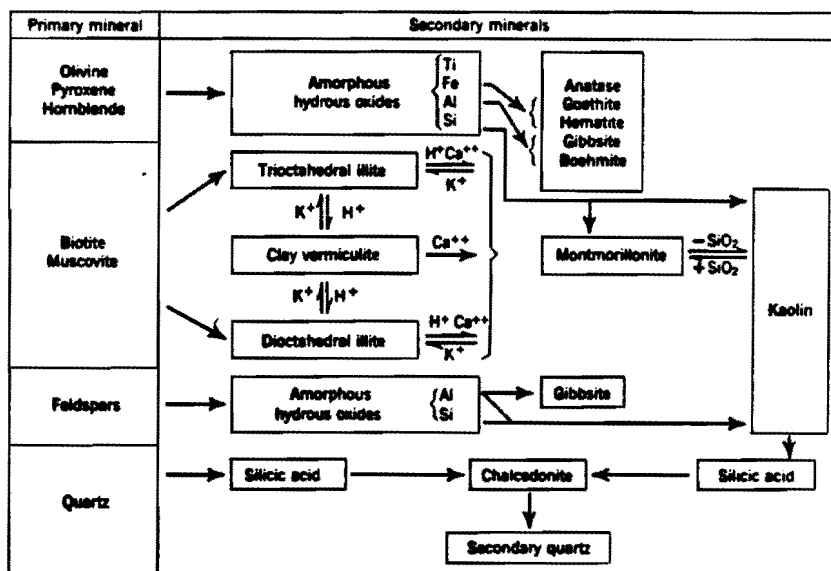 Primary mineral
Secondary minerals
Olivine
Pyroxene
Hornblende
Amorphous
hydrous oxides
Ti
Fe
Al
Si
Anatase
Goethite
Hematite
Gibbsite
Boehmite
Biotite
Muscovite
Trioctahedral illite
H+Ca++
K+
K+ H+
Clay vermiculite
Ca++
K+ H+
Dioctahedral illite
H+ Ca++
K+
Montmorillonite
−SiO2
+SiO2
Kaolin
Feldspars
Amorphous
hydrous oxides
Al
Si
Gibbsite
Quartz
Silicic acid
Chalcedonite
Silicic acid
Secondary quartz